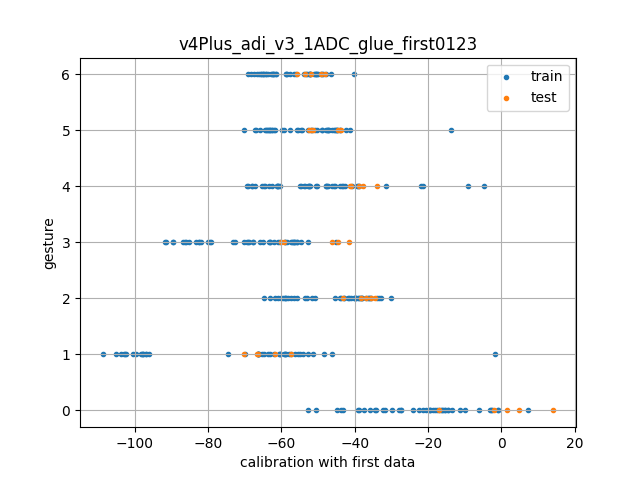 v4Plus_adi_v3_1ADC_glue_first0123
train
test
6
5
4
3
2
1
0
gesture
−100 −80 −60 −40 −20 0 20
calibration with first data